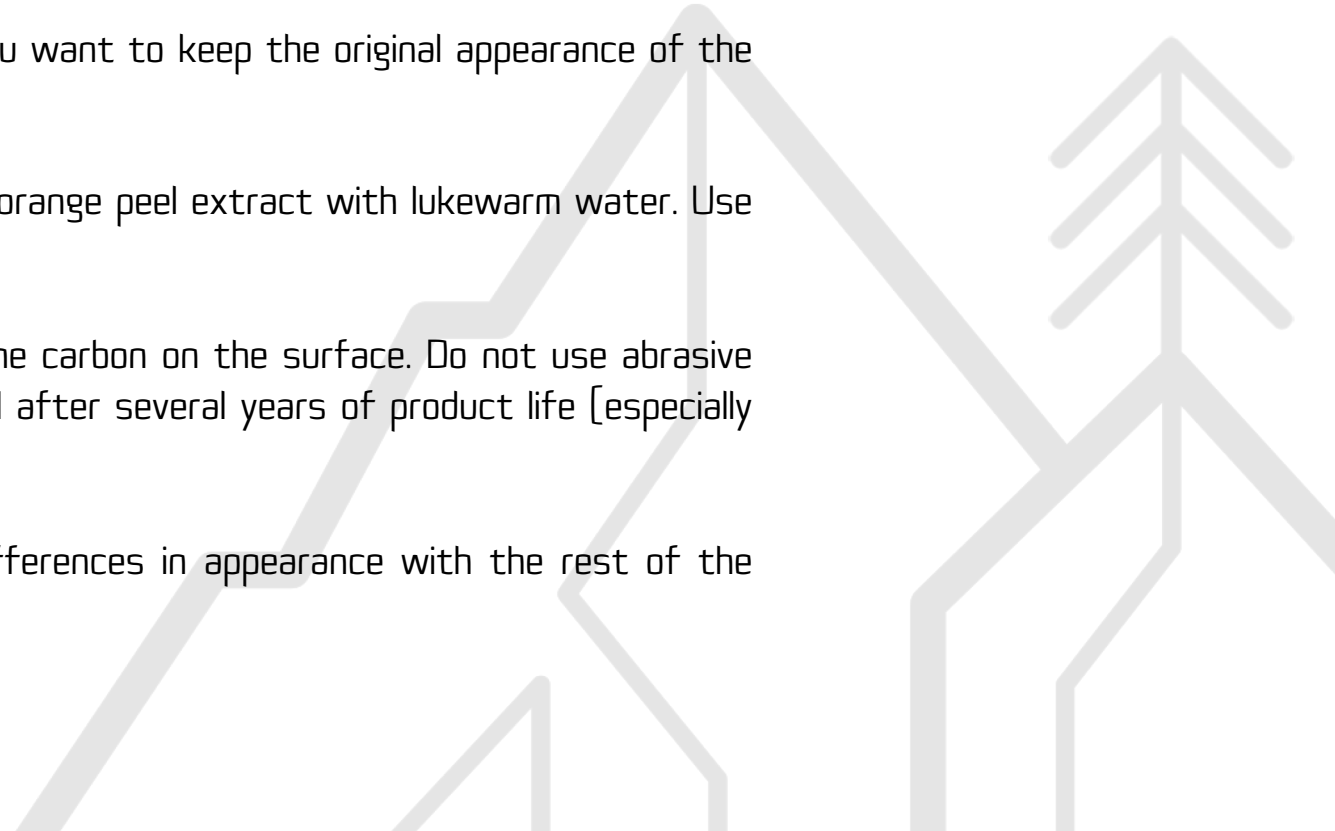 u want to keep the original appearance of the
orange peel extract with lukewarm water. Use
ne carbon on the surface. Do not use abrasive
l after several years of product life [especially
fferences in appearance with the rest of the